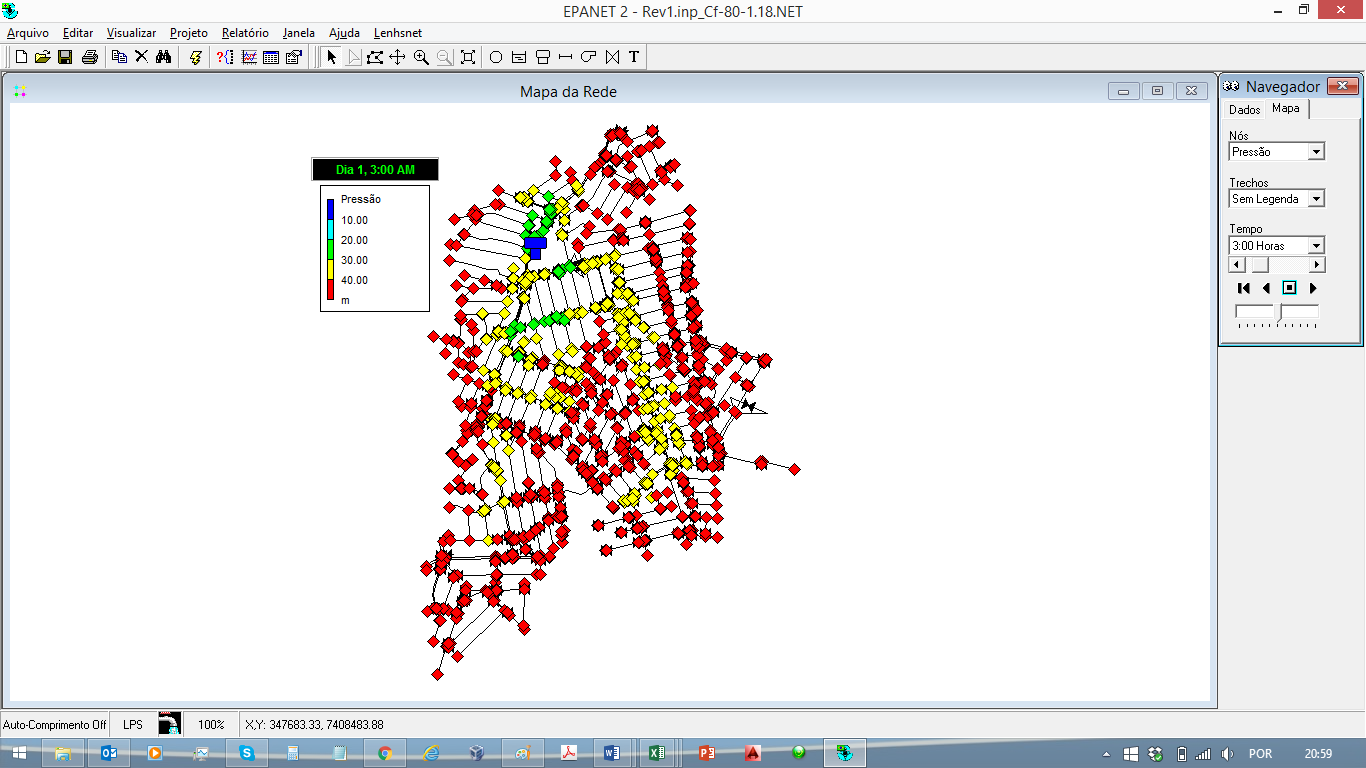 EPANET 2 - Rev1.inp_Cf-80-1.18.NET
Arquivo Editar Visualizar Projeto Relatório Janela Ajuda Lenhsnet
Mapa da Rede
Dia 1, 3:00 AM
Pressão
10.00
20.00
30.00
40.00
m
Navegador
Dados Mapa
Nós
Pressão
Trechos
Sem Legenda
Tempo
3:00 Horas
Auto-Comprimento Off LPS 100% X,Y: 347683.33, 7408483.88
POR 20:59